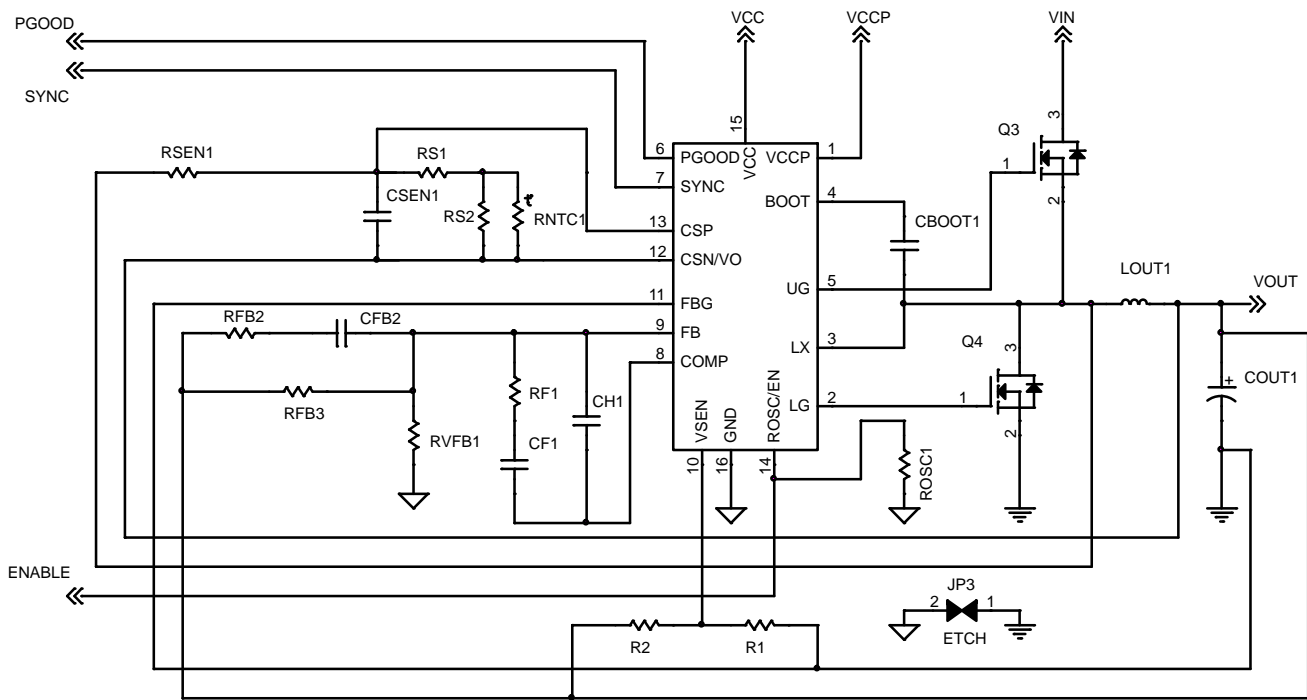 PGOOD
SYNC
VCC
VCCP
VIN
RSEN1
CSEN1
RS1
RS2
RNTC1
t°
6
7
13
12
11
9
8
PGOOD
SYNC
CSP
CSN/VO
FBG
FB
COMP
15
VCC
VCCP
BOOT
UG
LX
LG
1
4
5
3
2
VSEN
GND
ROSC/EN
10
16
14
CBOOT1
Q3
3
1
2
LOUT1
VOUT
Q4
3
1
2
+
COUT1
RFB2
CFB2
RFB3
RVFB1
RF1
CF1
CH1
ROSC1
ENABLE
JP3
2
1
ETCH
R2
R1